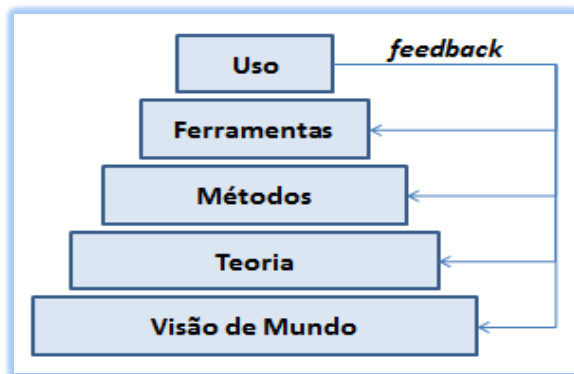 Uso
feedback
Ferramentas
Métodos
Teoria
Visão de Mundo